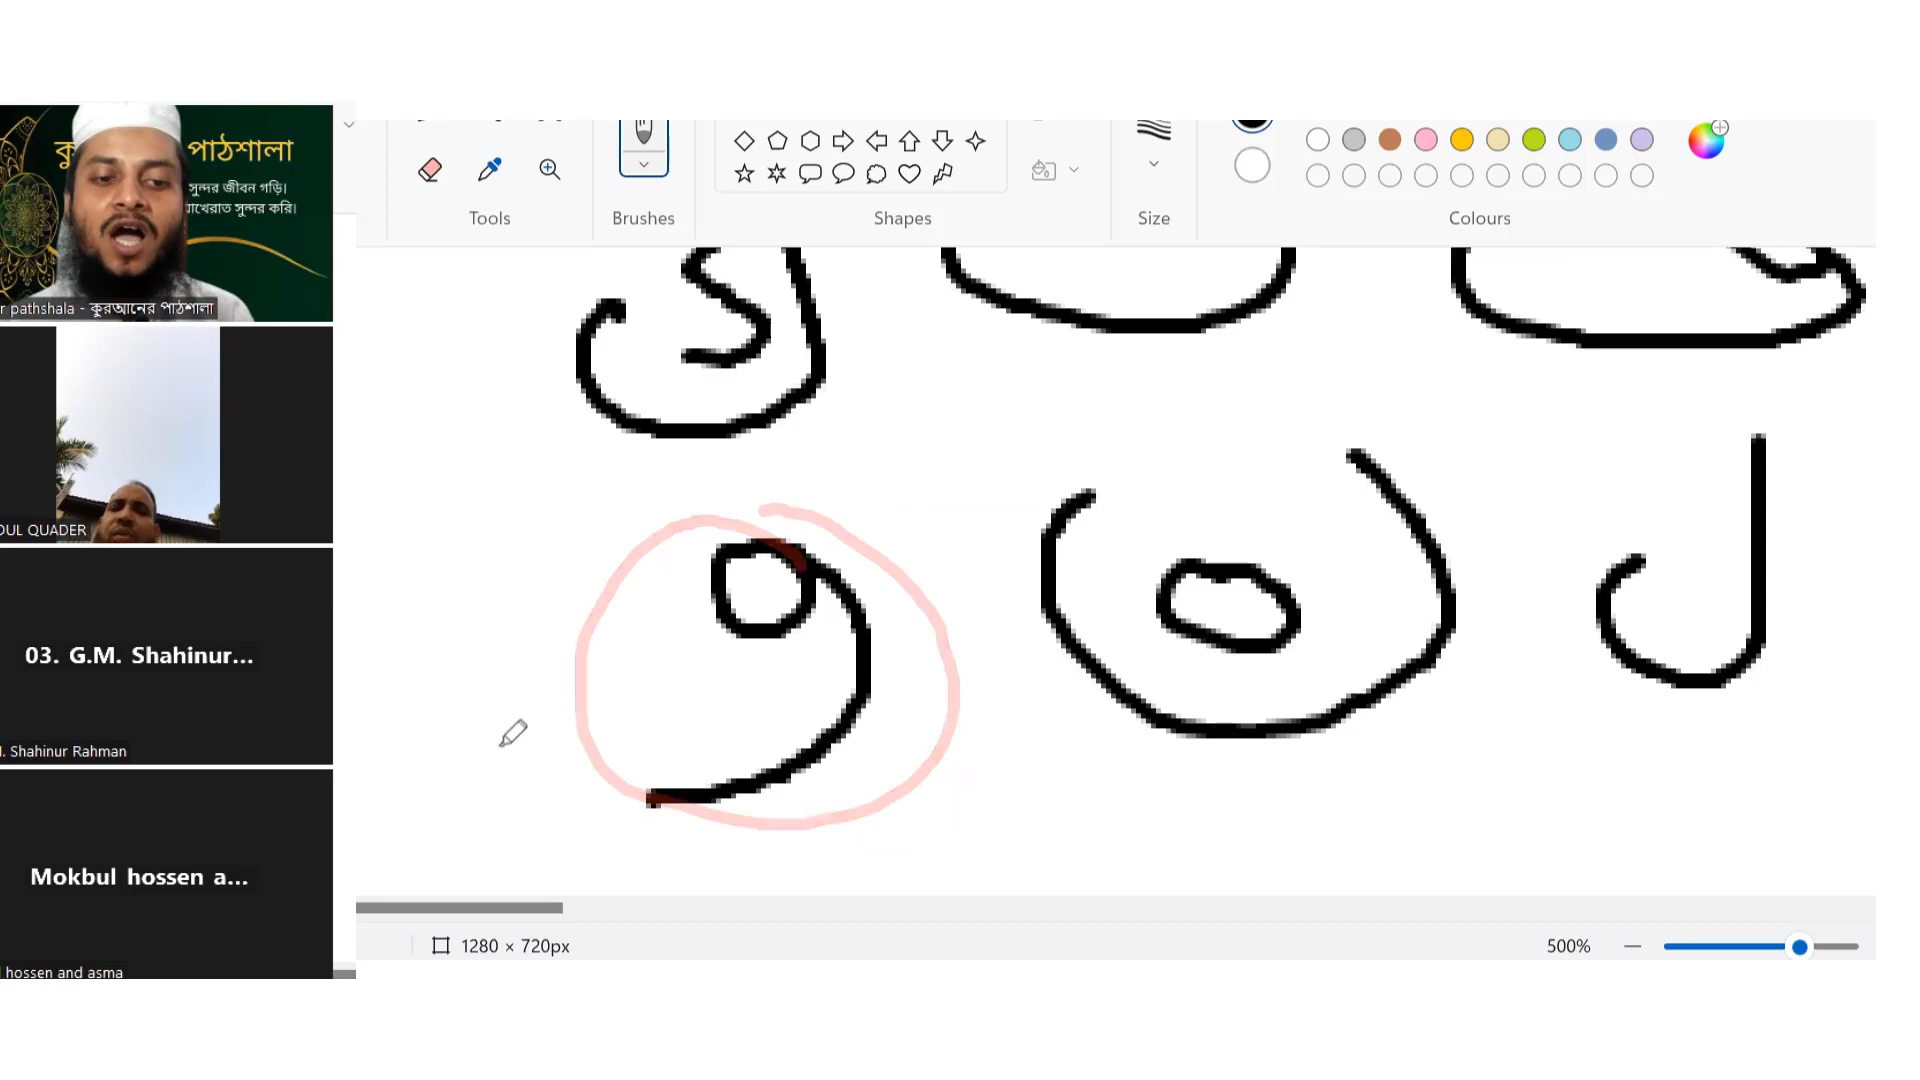 পাঠশালা
সুন্দর জীবন গড়ি।
সুন্দর করি।
r pathshala - কুরআনের পাঠশালা
OUL QUADER
03. G.M. Shahinur...
. Shahinur Rahman
Mokbul hossen a...
hossen and asma
Tools
Brushes
Shapes
Size
Colours
ل ن و
1280 × 720px
500%